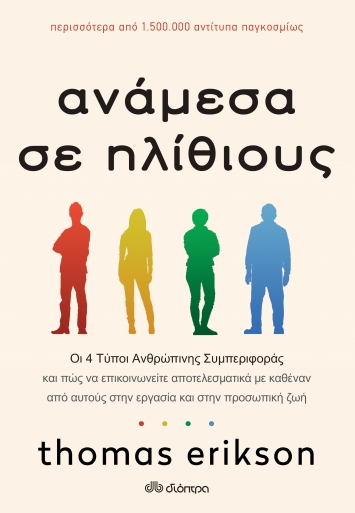 περισσότερα από 1.500.000 αντίτυπα παγκοσμίως
ανάμεσα
σε ηλίθιους
Οι 4 Τύποι Ανθρώπινης Συμπεριφοράς
και πώς να επικοινωνείτε αποτελεσματικά με καθέναν
από αυτούς στην εργασία και στην προσωπική ζωή
thomas erikson
διόπτρα